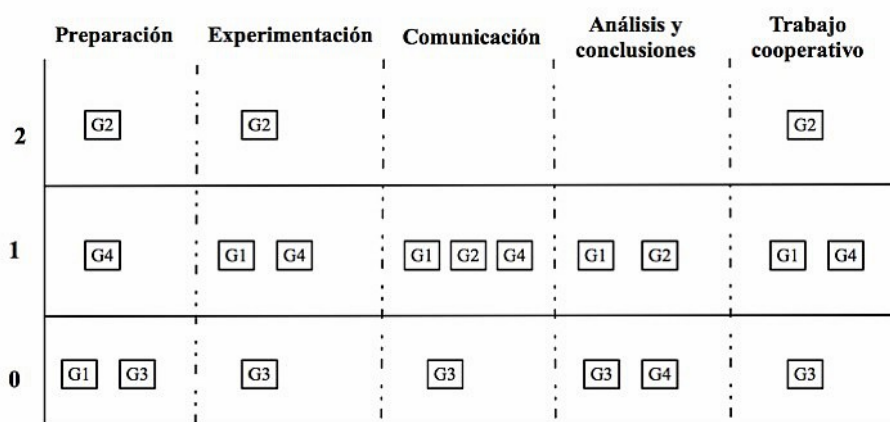 Preparación Experimentación Comunicación Análisis y conclusiones Trabajo cooperativo
2 G2 G2 G2
1 G4 G1 G4 G1 G2 G4 G1 G2 G1 G4
0 G1 G3 G3 G3 G3 G4 G3